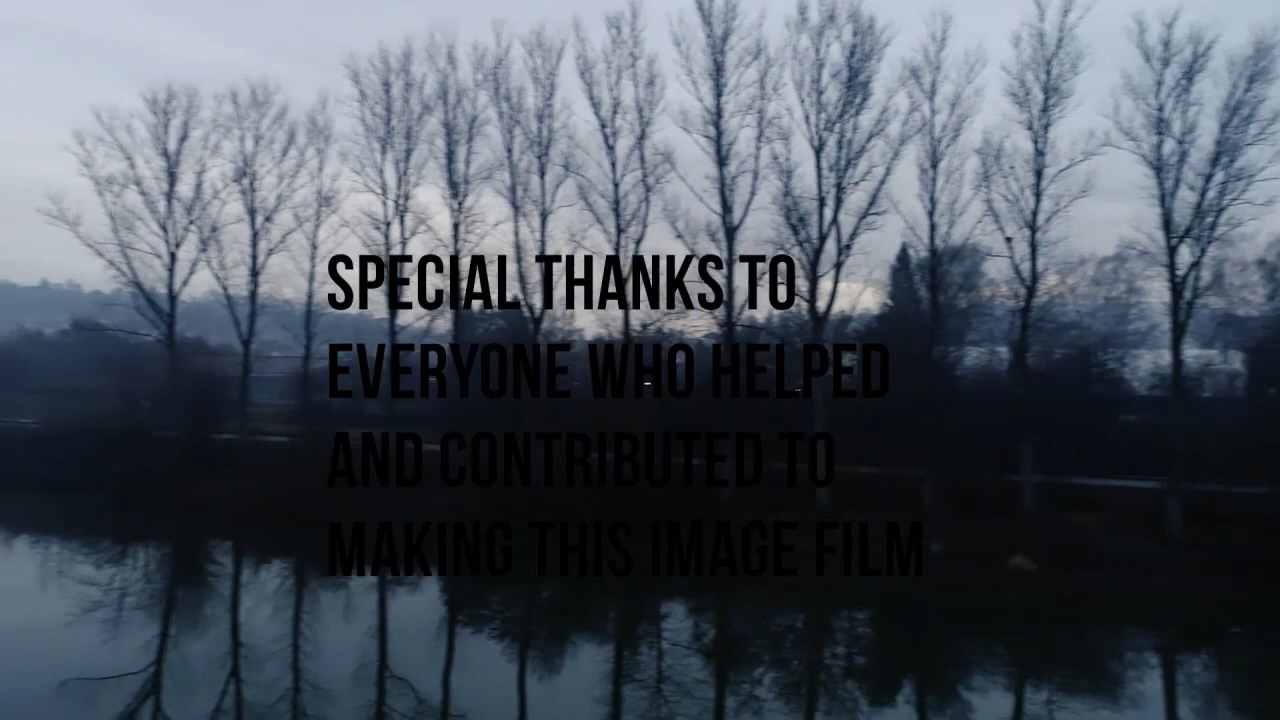 SPECIAL THANKS TO
EVERYONE WHO HELPED
AND CONTRIBUTED TO
MAKING THIS IMAGE FILM